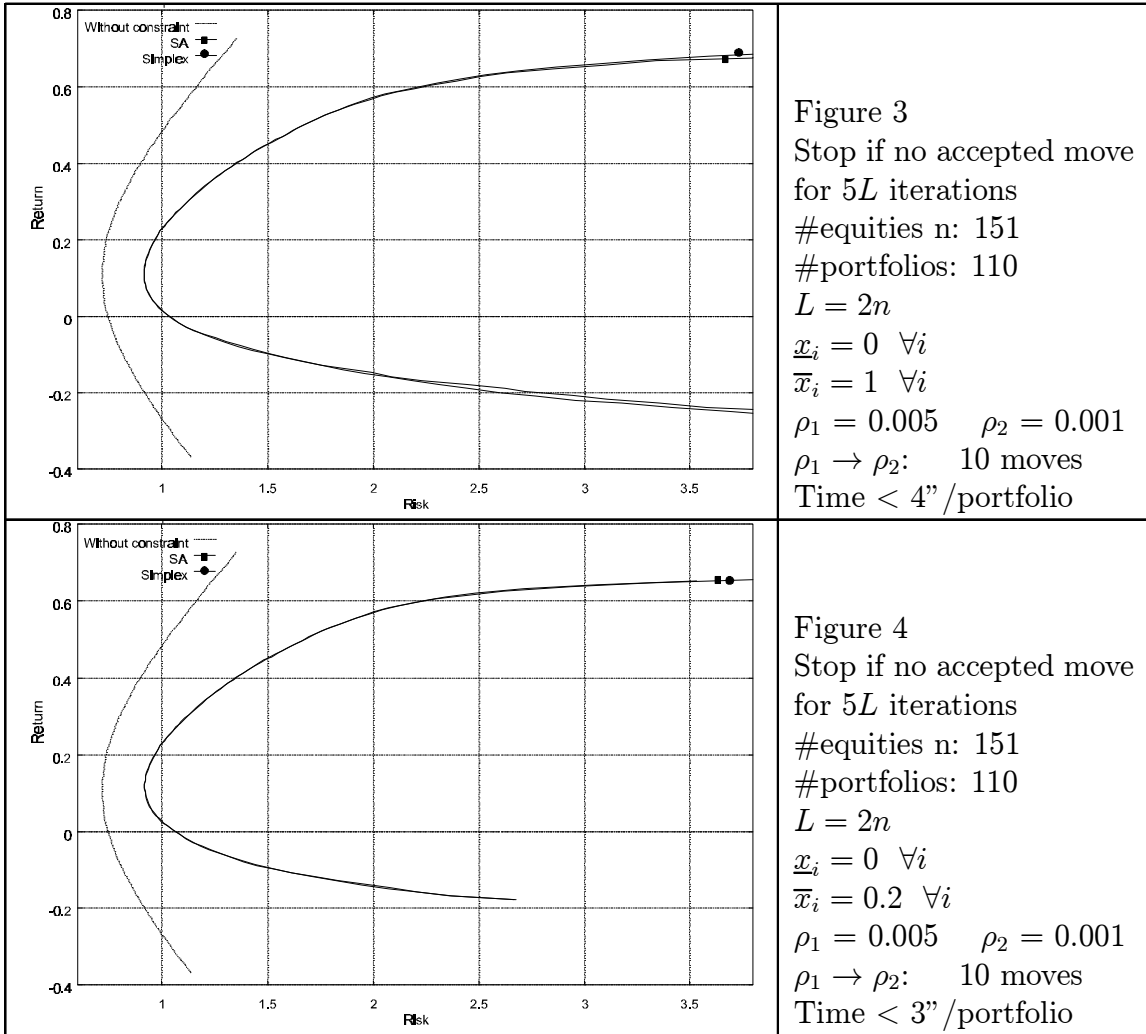 0.8
Without constraint
SA
Simplex
0.6
0.4
0.2
0
-0.2
-0.4
Return
1
1.5
2
2.5
3
3.5
Risk
Figure 3
Stop if no accepted move
for 5L iterations
#equities n: 151
#portfolios: 110
L = 2n
x̲ᵢ = 0 ∀i
x̅ᵢ = 1 ∀i
ρ₁ = 0.005 ρ₂ = 0.001
ρ₁ → ρ₂: 10 moves
Time < 4”/portfolio
0.8
Without constraint
SA
Simplex
0.6
0.4
0.2
0
-0.2
-0.4
Return
1
1.5
2
2.5
3
3.5
Risk
Figure 4
Stop if no accepted move
for 5L iterations
#equities n: 151
#portfolios: 110
L = 2n
x̲ᵢ = 0 ∀i
x̅ᵢ = 0.2 ∀i
ρ₁ = 0.005 ρ₂ = 0.001
ρ₁ → ρ₂: 10 moves
Time < 3”/portfolio